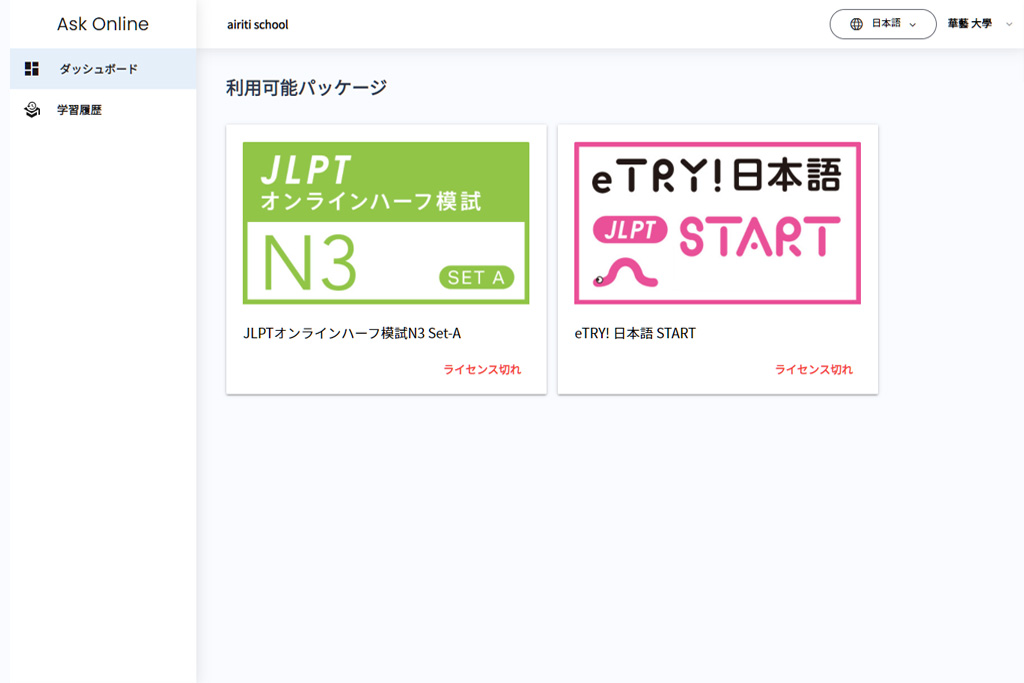 Ask Online
airiti school
日本語
華藝 大學
ダッシュボード
学習履歴
利用可能パッケージ
JLPT
オンラインハーフ模試
N3
SET A
JLPTオンラインハーフ模試N3 Set-A
ライセンス切れ
eTRY!日本語
JLPT START
eTRY! 日本語 START
ライセンス切れ